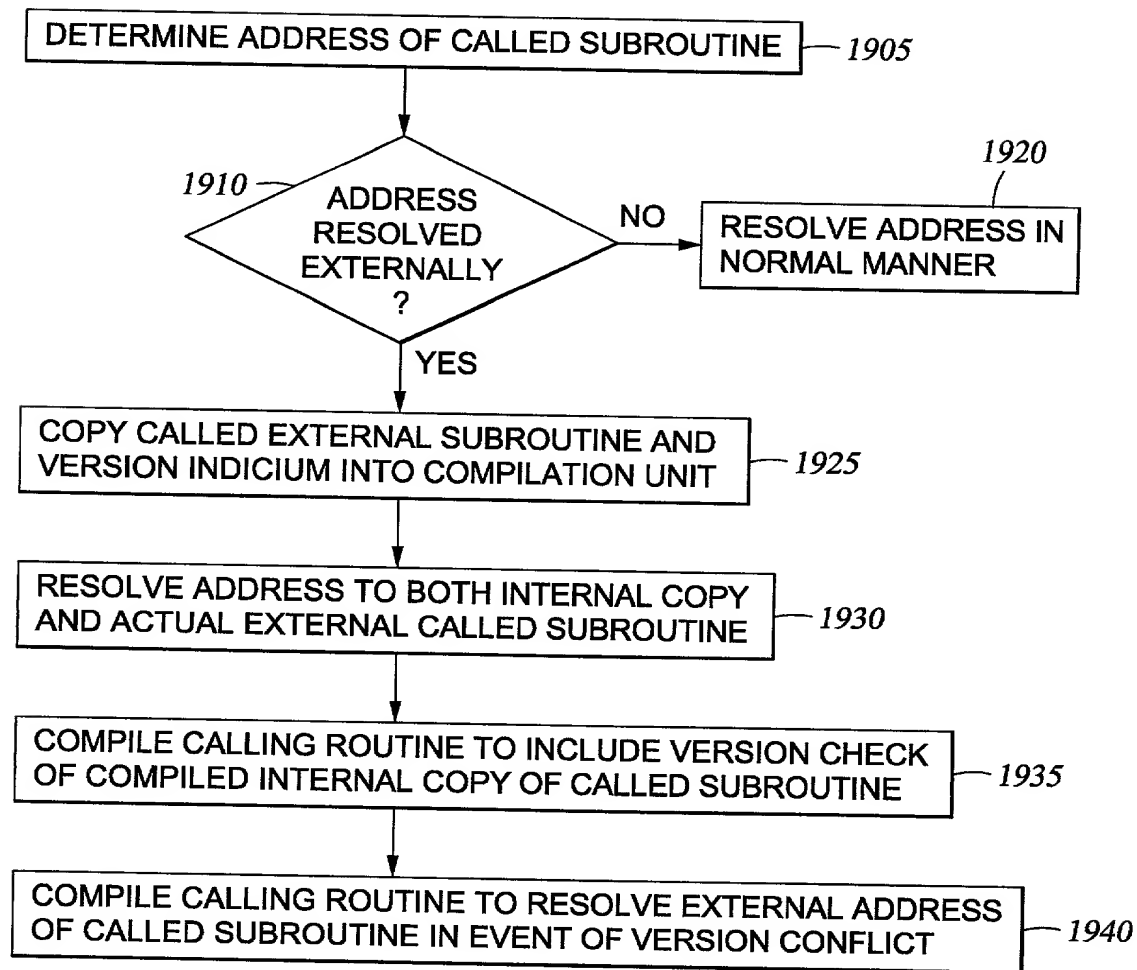 DETERMINE ADDRESS OF CALLED SUBROUTINE
1905
1910
ADDRESS
RESOLVED
EXTERNALLY
?
NO
1920
RESOLVE ADDRESS IN
NORMAL MANNER
YES
COPY CALLED EXTERNAL SUBROUTINE AND
VERSION INDICIUM INTO COMPILATION UNIT
1925
RESOLVE ADDRESS TO BOTH INTERNAL COPY
AND ACTUAL EXTERNAL CALLED SUBROUTINE
1930
COMPILE CALLING ROUTINE TO INCLUDE VERSION CHECK
OF COMPILED INTERNAL COPY OF CALLED SUBROUTINE
1935
COMPILE CALLING ROUTINE TO RESOLVE EXTERNAL ADDRESS
OF CALLED SUBROUTINE IN EVENT OF VERSION CONFLICT
1940